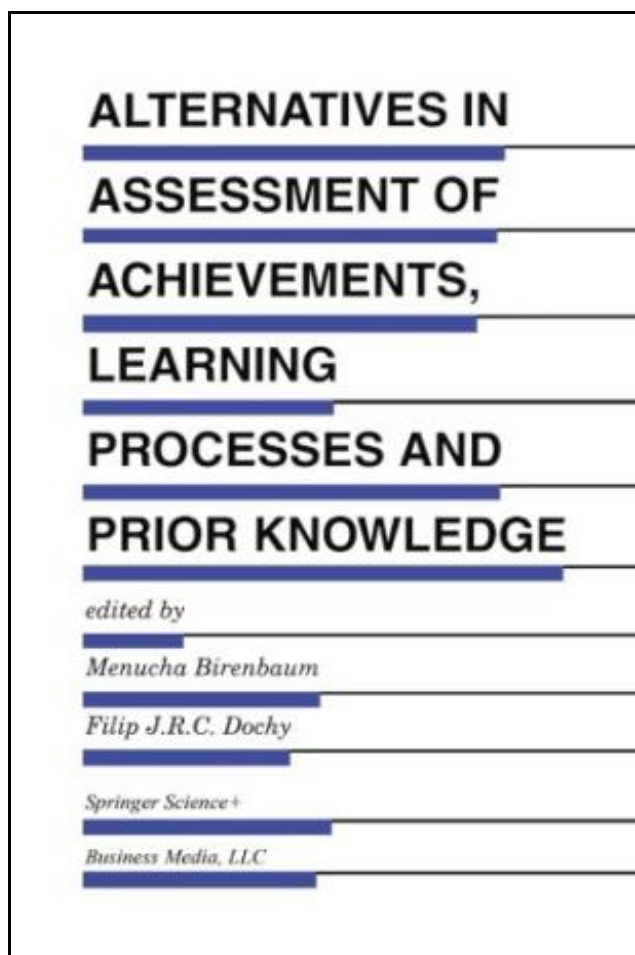 ALTERNATIVES IN
ASSESSMENT OF
ACHIEVEMENTS,
LEARNING
PROCESSES AND
PRIOR KNOWLEDGE
edited by
Menucha Birenbaum
Filip J.R.C. Dochy
Springer Science+
Business Media, LLC